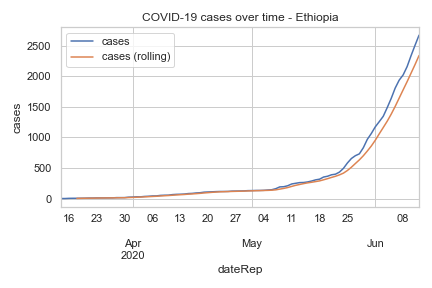 COVID-19 cases over time - Ethiopia
cases
cases (rolling)
2500
2000
1500
1000
500
0
cases
16 23 30 06 13 20 27 04 11 18 25 08
Apr May Jun
2020
dateRep